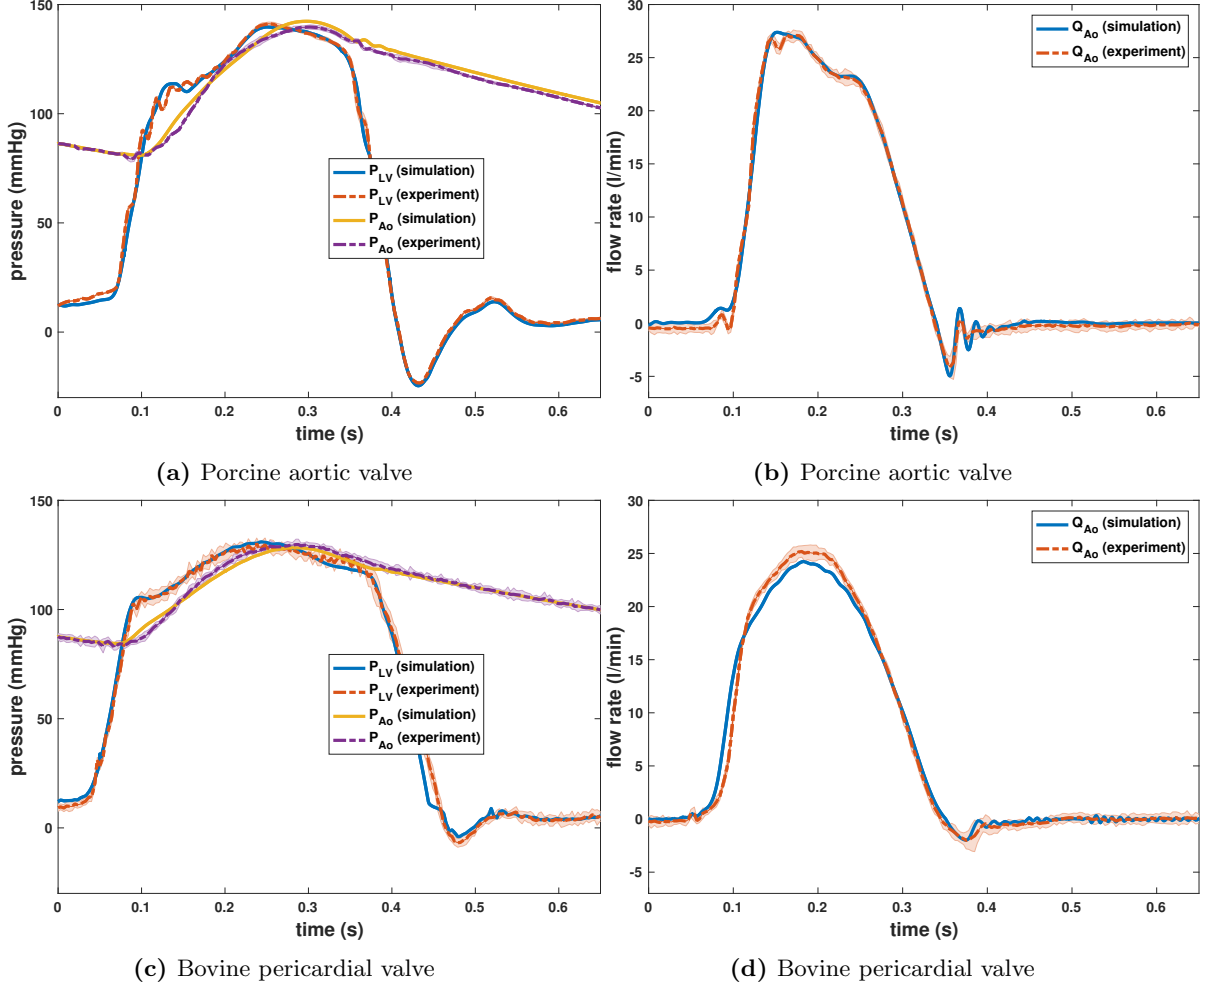 150
100
50
0
pressure (mmHg)
P_LV (simulation)
P_LV (experiment)
P_Ao (simulation)
P_Ao (experiment)
0 0.1 0.2 0.3 0.4 0.5 0.6
time (s)
(a) Porcine aortic valve
30
25
20
15
10
5
0
-5
flow rate (l/min)
Q_Ao (simulation)
Q_Ao (experiment)
0 0.1 0.2 0.3 0.4 0.5 0.6
time (s)
(b) Porcine aortic valve
150
100
50
0
pressure (mmHg)
P_LV (simulation)
P_LV (experiment)
P_Ao (simulation)
P_Ao (experiment)
0 0.1 0.2 0.3 0.4 0.5 0.6
time (s)
(c) Bovine pericardial valve
30
25
20
15
10
5
0
-5
flow rate (l/min)
Q_Ao (simulation)
Q_Ao (experiment)
0 0.1 0.2 0.3 0.4 0.5 0.6
time (s)
(d) Bovine pericardial valve